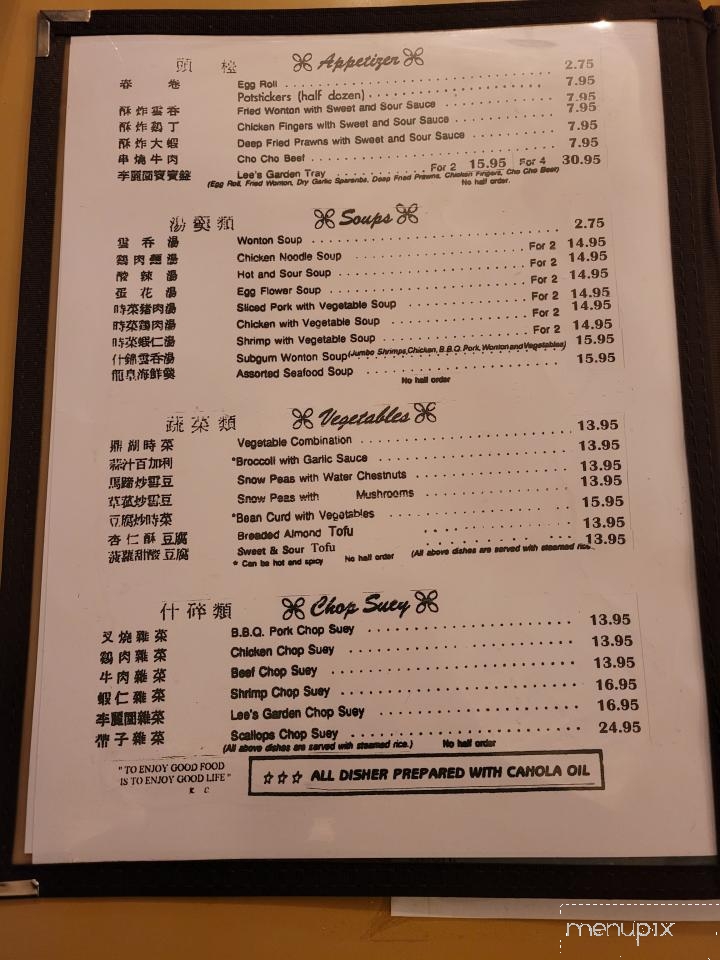 頭檯 Appetizer
春卷 Egg Roll 2.75
Potstickers (half dozen) 7.95
酥炸雲吞 Fried Wonton with Sweet and Sour Sauce 7.95
酥炸鷄丁 Chicken Fingers with Sweet and Sour Sauce 7.95
酥炸大蝦 Deep Fried Prawns with Sweet and Sour Sauce 7.95
串燒牛肉 Cho Cho Beef 7.95
李麗園寶寶盤 Lee's Garden Tray For 2 15.95 For 4 30.95
(Egg Roll, Fried Wonton, Dry Garlic Spareribs, Deep Fried Prawns, Chicken Fingers, Cho Cho Beef)
No half order.
湯羹類 Soups
雲吞湯 Wonton Soup 2.75
鷄肉麵湯 Chicken Noodle Soup For 2 14.95
酸辣湯 Hot and Sour Soup For 2 14.95
蛋花湯 Egg Flower Soup For 2 14.95
時菜猪肉湯 Sliced Pork with Vegetable Soup For 2 14.95
時菜鷄肉湯 Chicken with Vegetable Soup For 2 14.95
時菜蝦仁湯 Shrimp with Vegetable Soup For 2 14.95
什錦雲吞湯 Subgum Wonton Soup (Jumbo Shrimps, Chicken, B.B.Q. Pork, Wonton and Vegetables) 15.95
龍皇海鮮羹 Assorted Seafood Soup 15.95
No half order
蔬菜類 Vegetables
鼎湖時菜 Vegetable Combination 13.95
蒜汁百加利 *Broccoli with Garlic Sauce 13.95
馬蹄炒雪豆 Snow Peas with Water Chestnuts 13.95
草菰炒雪豆 Snow Peas with Mushrooms 13.95
豆腐炒時菜 *Bean Curd with Vegetables 15.95
杏仁酥豆腐 Breaded Almond Tofu 13.95
菠蘿甜酸豆腐 Sweet & Sour Tofu 13.95
* Can be hot and spicy No half order (All above dishes are served with steamed rice.
什碎類 Chop Suey
叉燒雜菜 B.B.Q. Pork Chop Suey 13.95
鷄肉雜菜 Chicken Chop Suey 13.95
牛肉雜菜 Beef Chop Suey 13.95
蝦仁雜菜 Shrimp Chop Suey 16.95
李麗園雜菜 Lee's Garden Chop Suey 16.95
帶子雜菜 Scallops Chop Suey 24.95
(All above dishes are served with steamed rice.) No half order
"TO ENJOY GOOD FOOD
IS TO ENJOY GOOD LIFE"
K C
☆☆☆ ALL DISHER PREPARED WITH CANOLA OIL
menupix